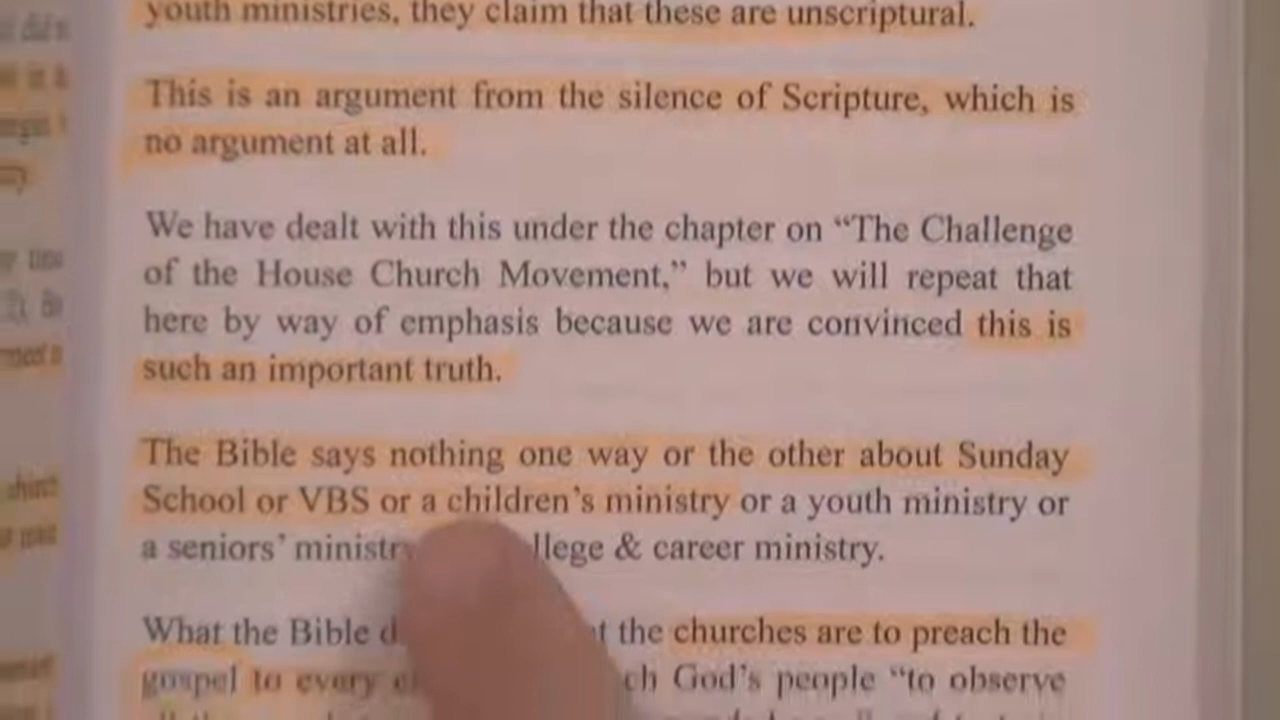 youth ministries, they claim that these are unscriptural.
This is an argument from the silence of Scripture, which is
no argument at all.
We have dealt with this under the chapter on “The Challenge
of the House Church Movement,” but we will repeat that
here by way of emphasis because we are convinced this is
such an important truth.
The Bible says nothing one way or the other about Sunday
School or VBS or a children’s ministry or a youth ministry or
a seniors’ ministry llege & career ministry.
What the Bible d t the churches are to preach the
gospel to every ch God’s people “to observe